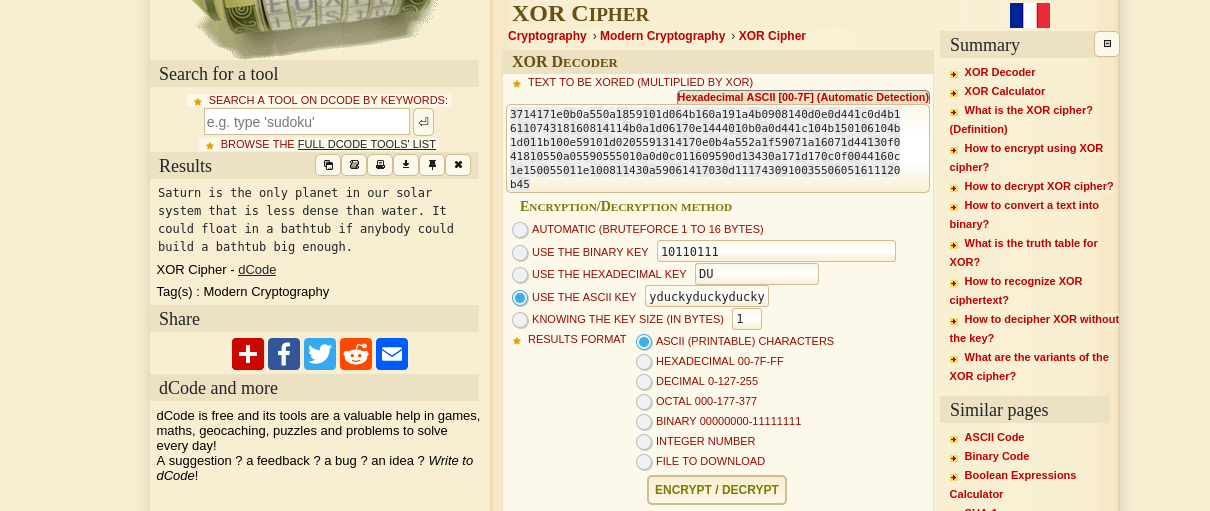 Search for a tool
SEARCH A TOOL ON DCODE BY KEYWORDS:
e.g. type 'sudoku'
BROWSE THE FULL DCODE TOOLS' LIST
Results
Saturn is the only planet in our solar
system that is less dense than water. It
could float in a bathtub if anybody could
build a bathtub big enough.
XOR Cipher - dCode
Tag(s) : Modern Cryptography
Share
dCode and more
dCode is free and its tools are a valuable help in games,
maths, geocaching, puzzles and problems to solve
every day!
A suggestion ? a feedback ? a bug ? an idea ? Write to
dCode!
XOR Cipher
Cryptography › Modern Cryptography › XOR Cipher
XOR Decoder
TEXT TO BE XORED (MULTIPLIED BY XOR)
Hexadecimal ASCII [00-7F] (Automatic Detection)
3714171e0b0a550a1859101d064b160a191a4b0908140d0e0d441c0d4b1
611074318160814114b0a1d06170e1444010b0a0d441c104b150106104b
1d011b100e59101d0205591314170e0b4a552a1f59071a16071d44130f0
41810550a05590555010a0d0c011609590d13430a171d170c0f0044160c
1e150055011e100811430a59061417030d1117430910035506051611120
b45
Encryption/Decryption method
AUTOMATIC (BRUTEFORCE 1 TO 16 BYTES)
USE THE BINARY KEY 10110111
USE THE HEXADECIMAL KEY DU
USE THE ASCII KEY yduckyduckyducky
KNOWING THE KEY SIZE (IN BYTES) 1
RESULTS FORMAT ASCII (PRINTABLE) CHARACTERS
HEXADECIMAL 00-7F-FF
DECIMAL 0-127-255
OCTAL 000-177-377
BINARY 00000000-11111111
INTEGER NUMBER
FILE TO DOWNLOAD
ENCRYPT / DECRYPT
Summary
XOR Decoder
XOR Calculator
What is the XOR cipher?
(Definition)
How to encrypt using XOR
cipher?
How to decrypt XOR cipher?
How to convert a text into
binary?
What is the truth table for
XOR?
How to recognize XOR
ciphertext?
How to decipher XOR without
the key?
What are the variants of the
XOR cipher?
Similar pages
ASCII Code
Binary Code
Boolean Expressions
Calculator